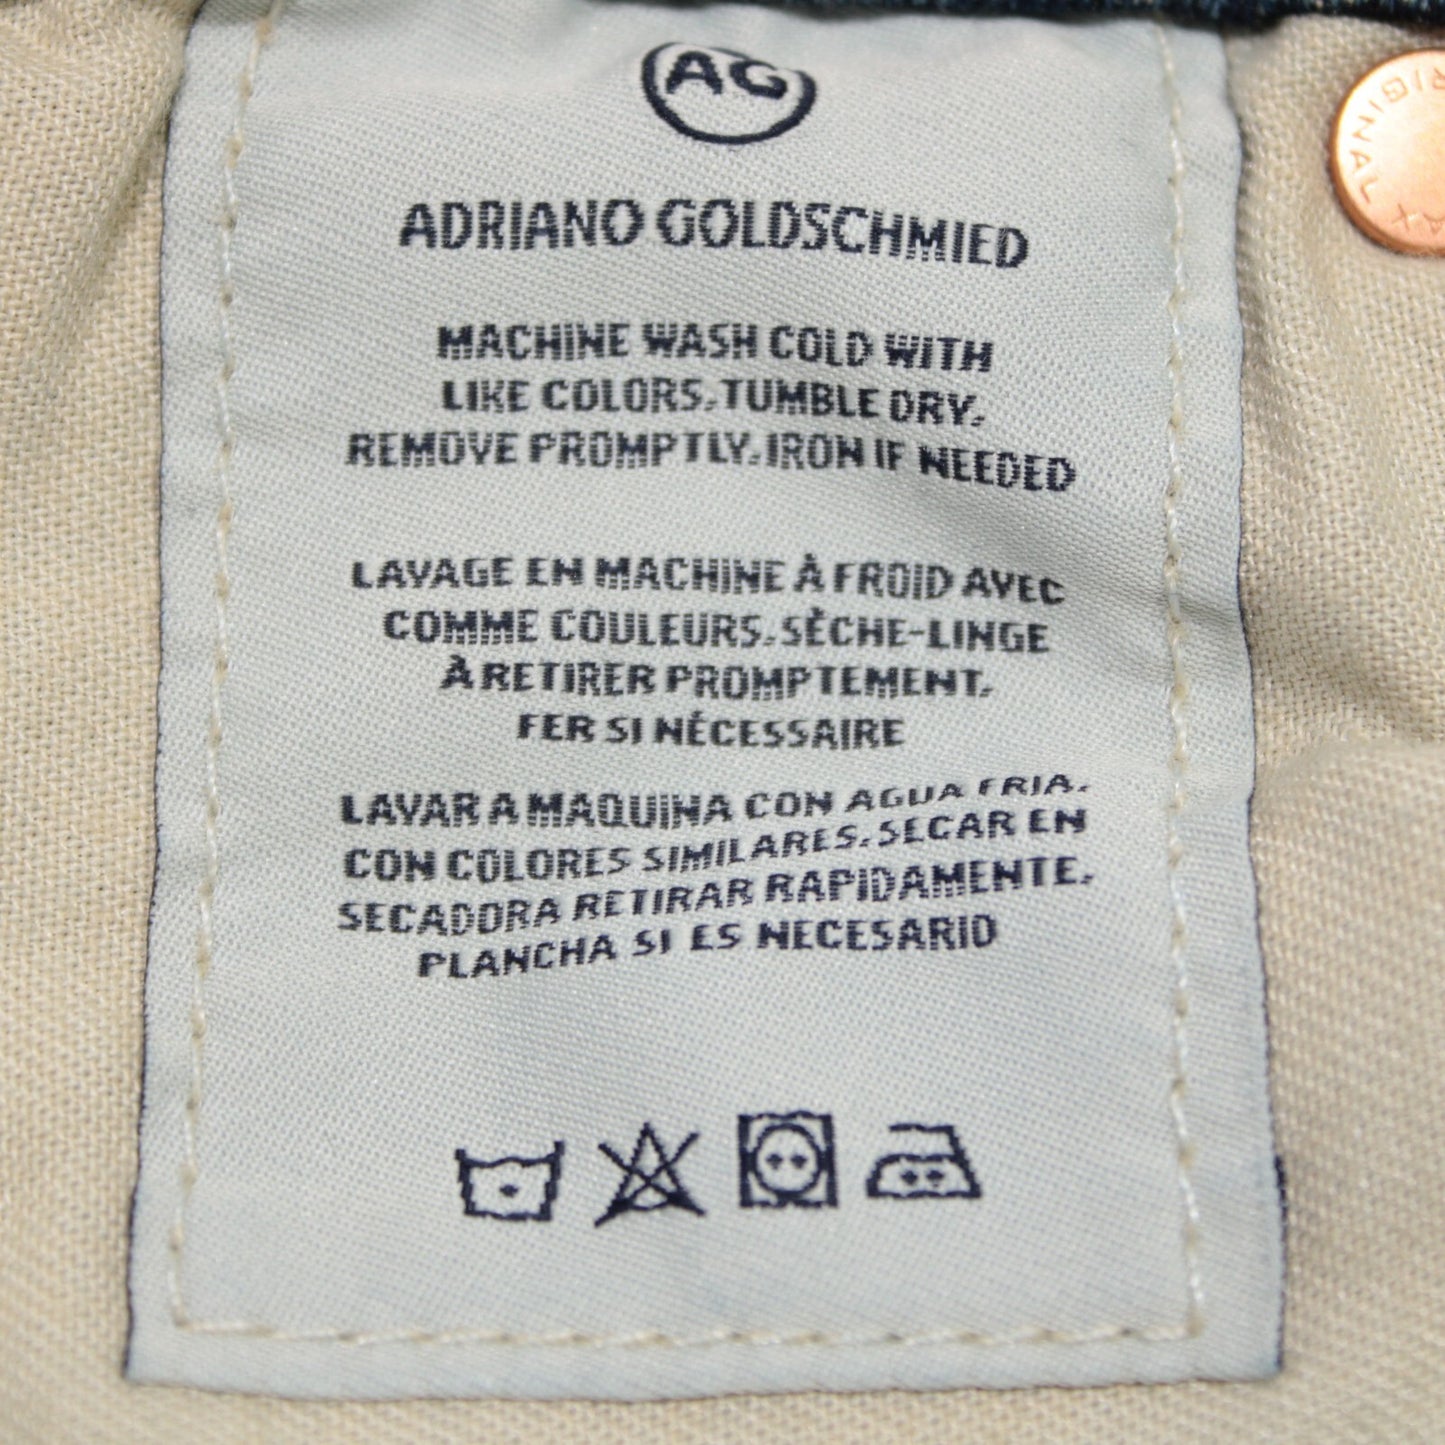 AG
ADRIANO GOLDSCHMIED
MACHINE WASH COLD WITH
LIKE COLORS, TUMBLE DRY,
REMOVE PROMPTLY, IRON IF NEEDED
LAVAGE EN MACHINE À FROID AVEC
COMME COULEURS, SÈCHE-LINGE
À RETIRER PROMPTEMENT,
FER SI NÉCESSAIRE
LAVAR A MAQUINA CON AGUA FRIA,
CON COLORES SIMILARES, SECAR EN
SECADORA RETIRAR RAPIDAMENTE,
PLANCHA SI ES NECESARIO